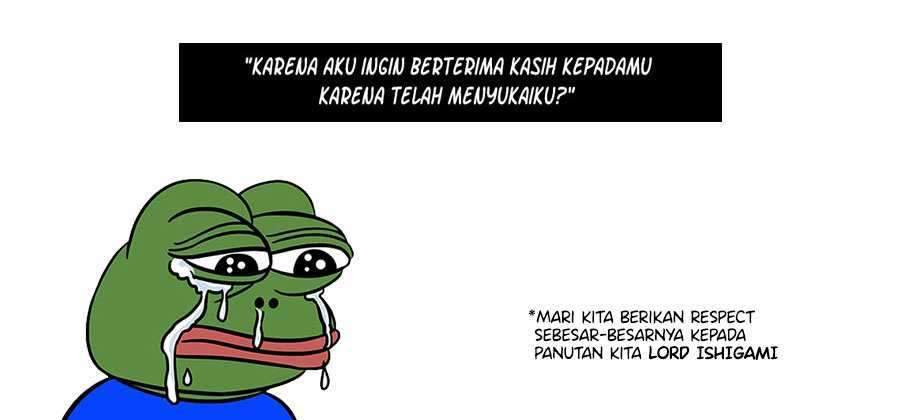 "KARENA AKU INGIN BERTERIMA KASIH KEPADAMU
KARENA TELAH MENYUKAIKU?"
*MARI KITA BERIKAN RESPECT
SEBESAR-BESARNYA KEPADA
PANUTAN KITA LORD ISHIGAMI